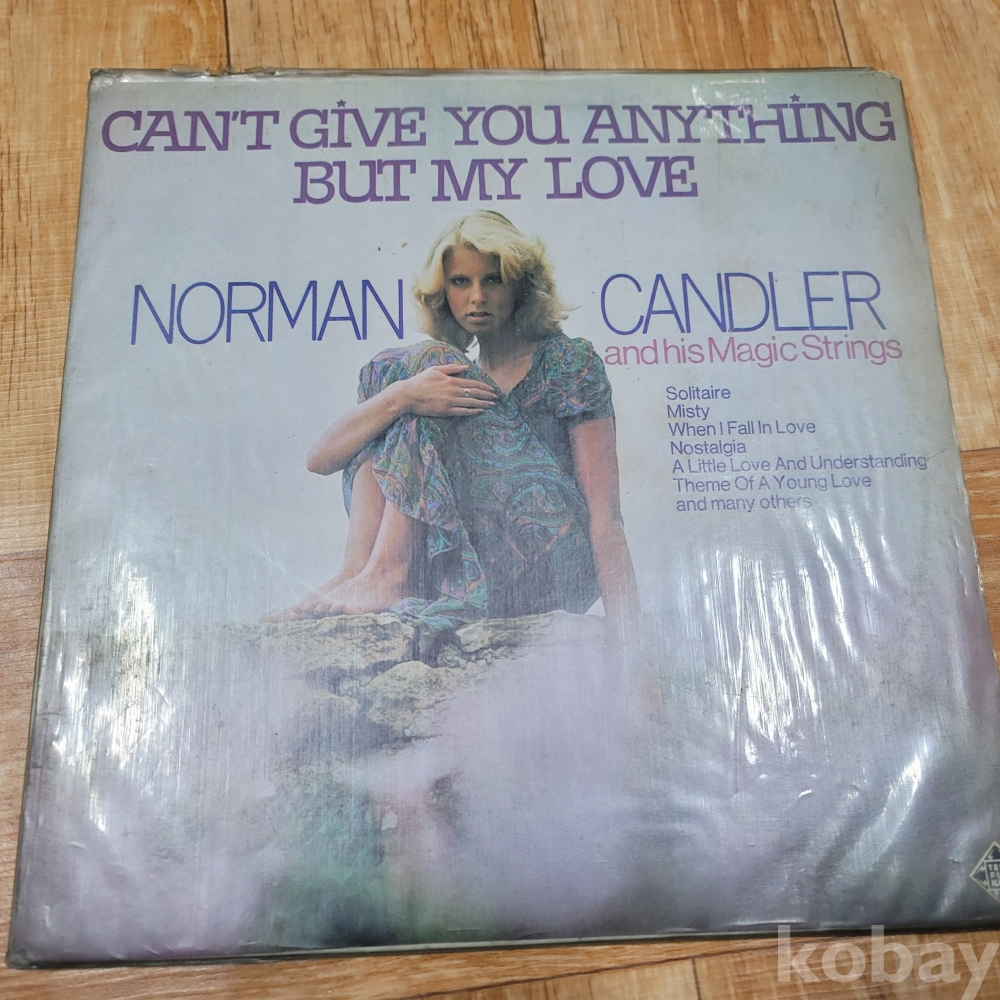 CAN'T GIVE YOU ANYTHING
BUT MY LOVE
NORMAN CANDLER
and his Magic Strings
Solitaire
Misty
When I Fall In Love
Nostalgia
A Little Love And Understanding
Theme Of A Young Love
and many others
kobay